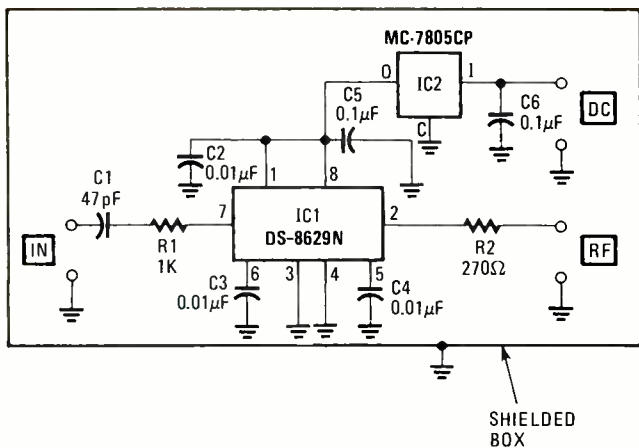 MC-7805CP
O
I
IC2
C
C5
0.1µF
C6
0.1µF
DC
C2
0.01µF
1
8
C1
47pF
IN
R1
1K
7
IC1
DS-8629N
2
R2
270Ω
RF
C3
0.01µF
6
3
4
5
C4
0.01µF
SHIELDED
BOX